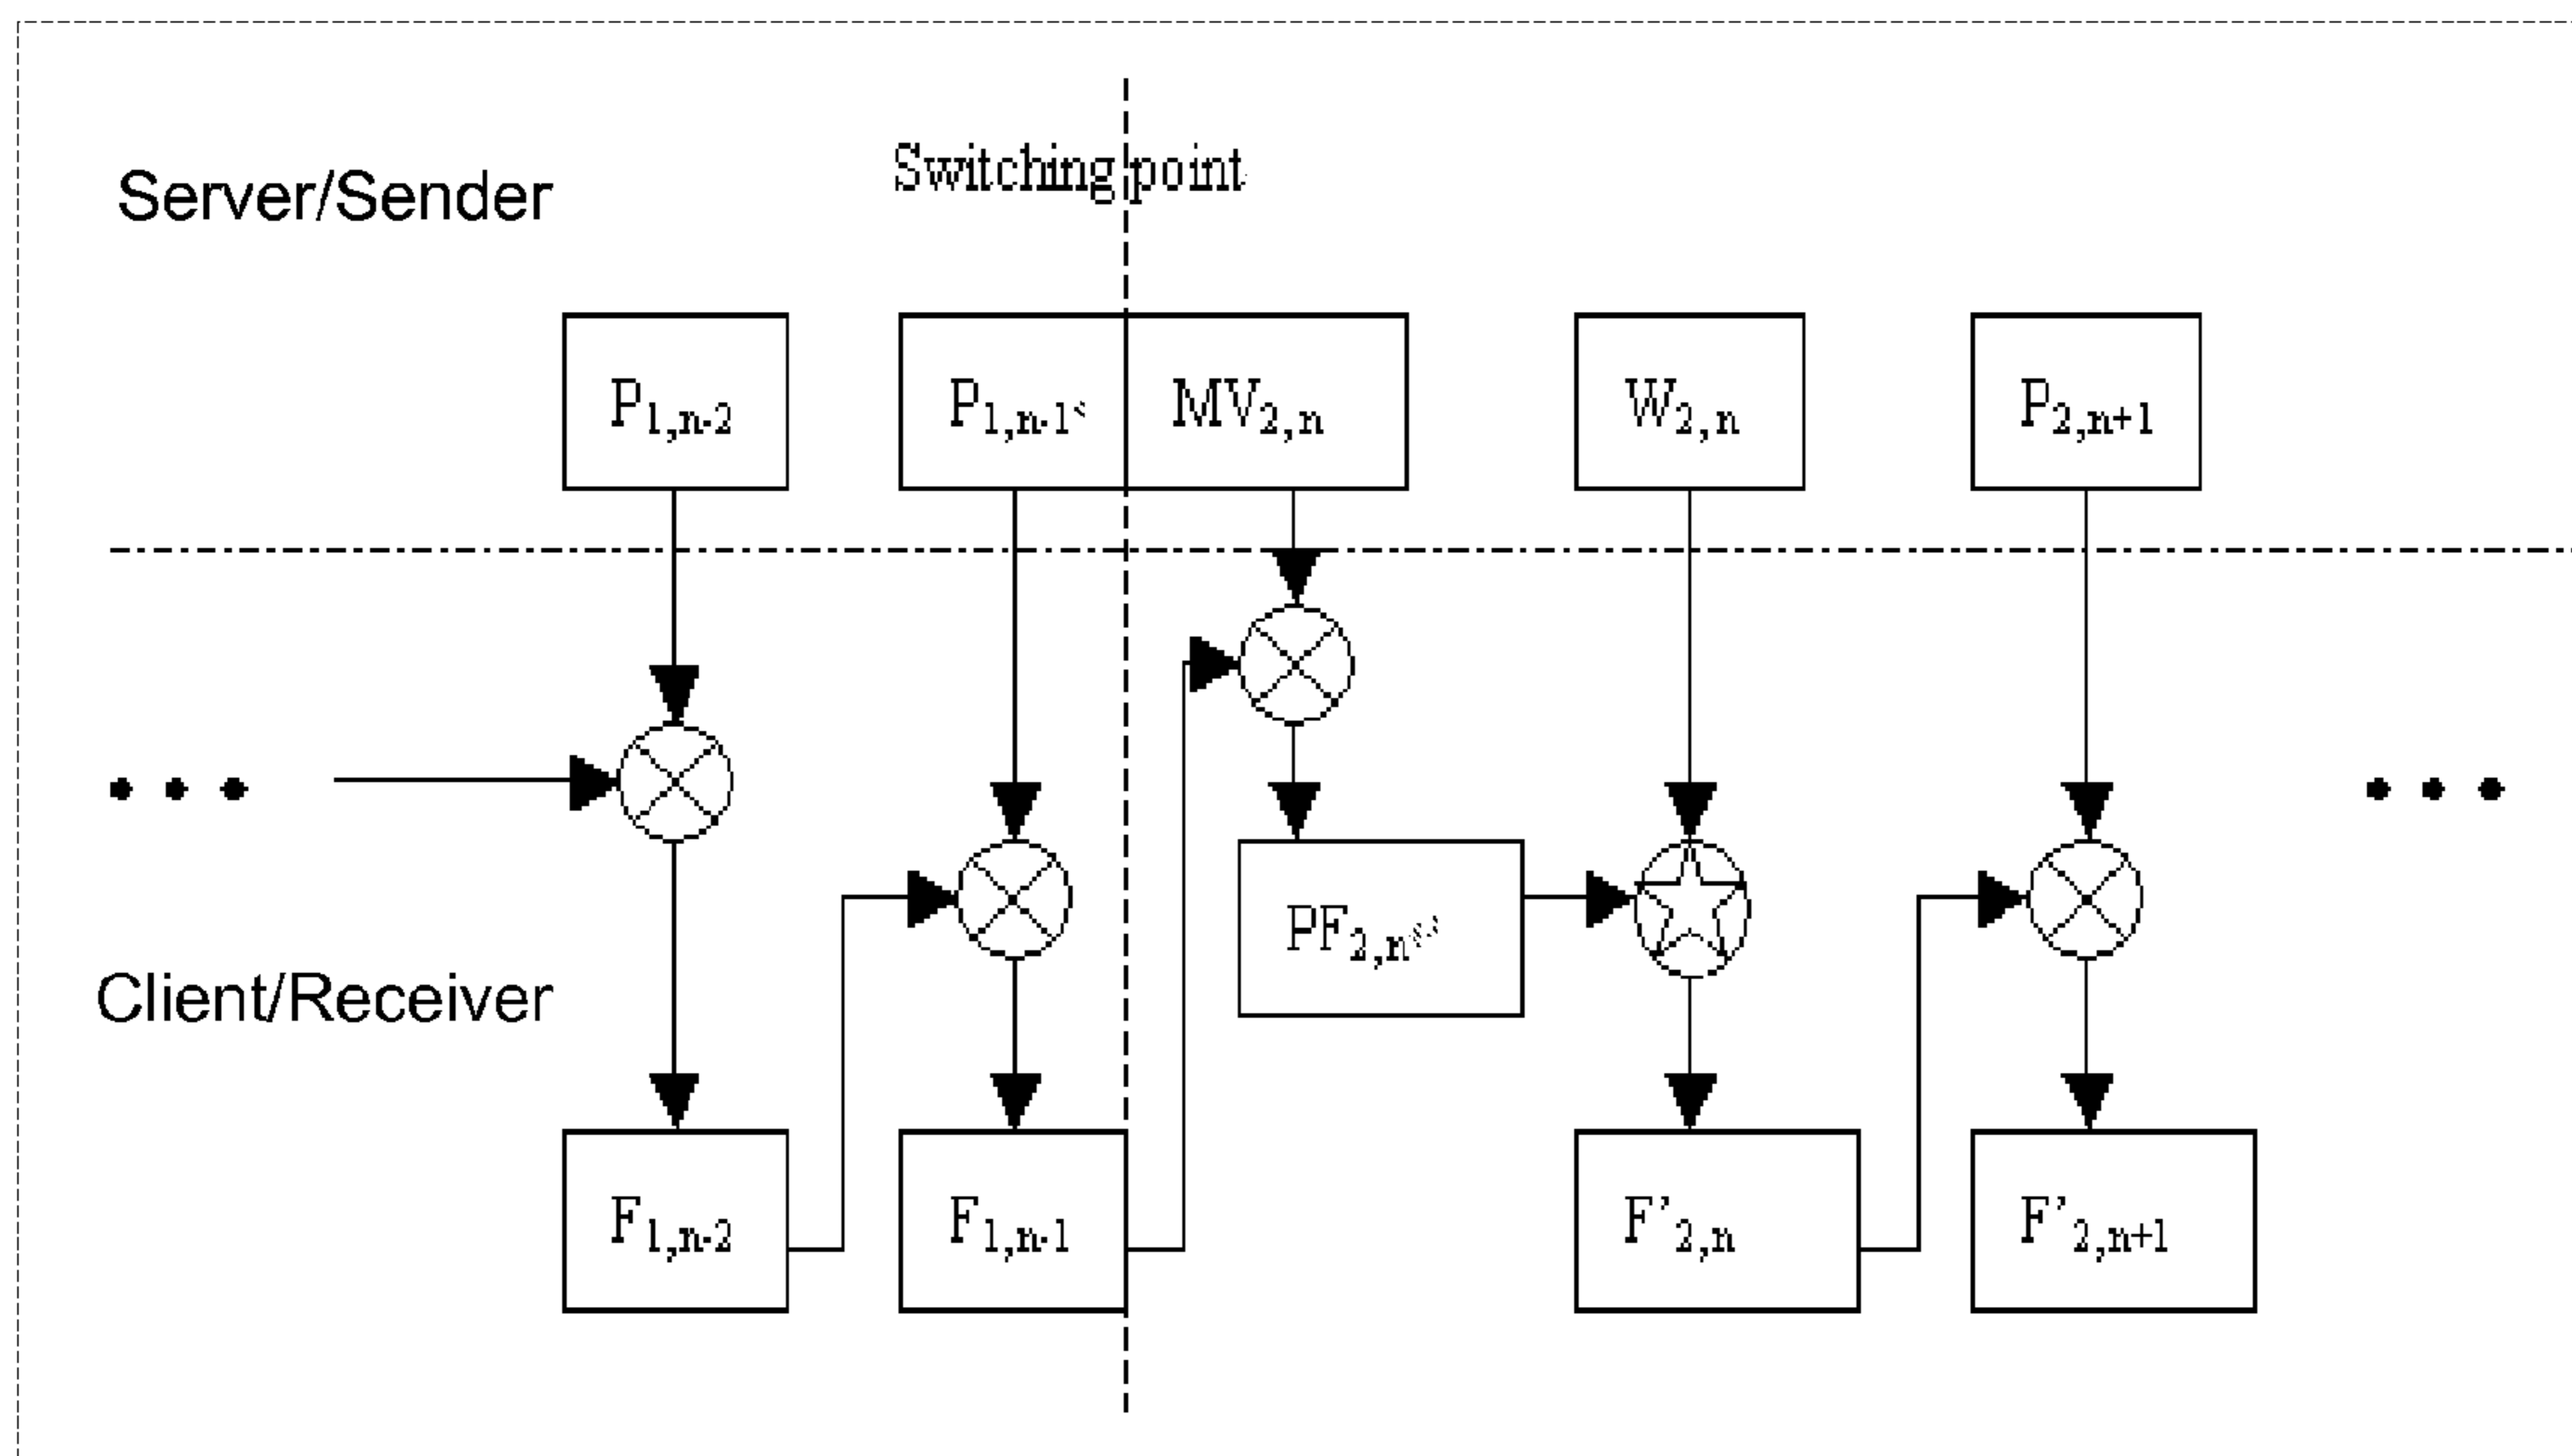 Switching point
Server/Sender
P1,n-2
P1,n-1
MV2,n
W2,n
P2,n+1
• • •
• • •
PF2,n
Client/Receiver
F1,n-2
F1,n-1
F’2,n
F’2,n+1